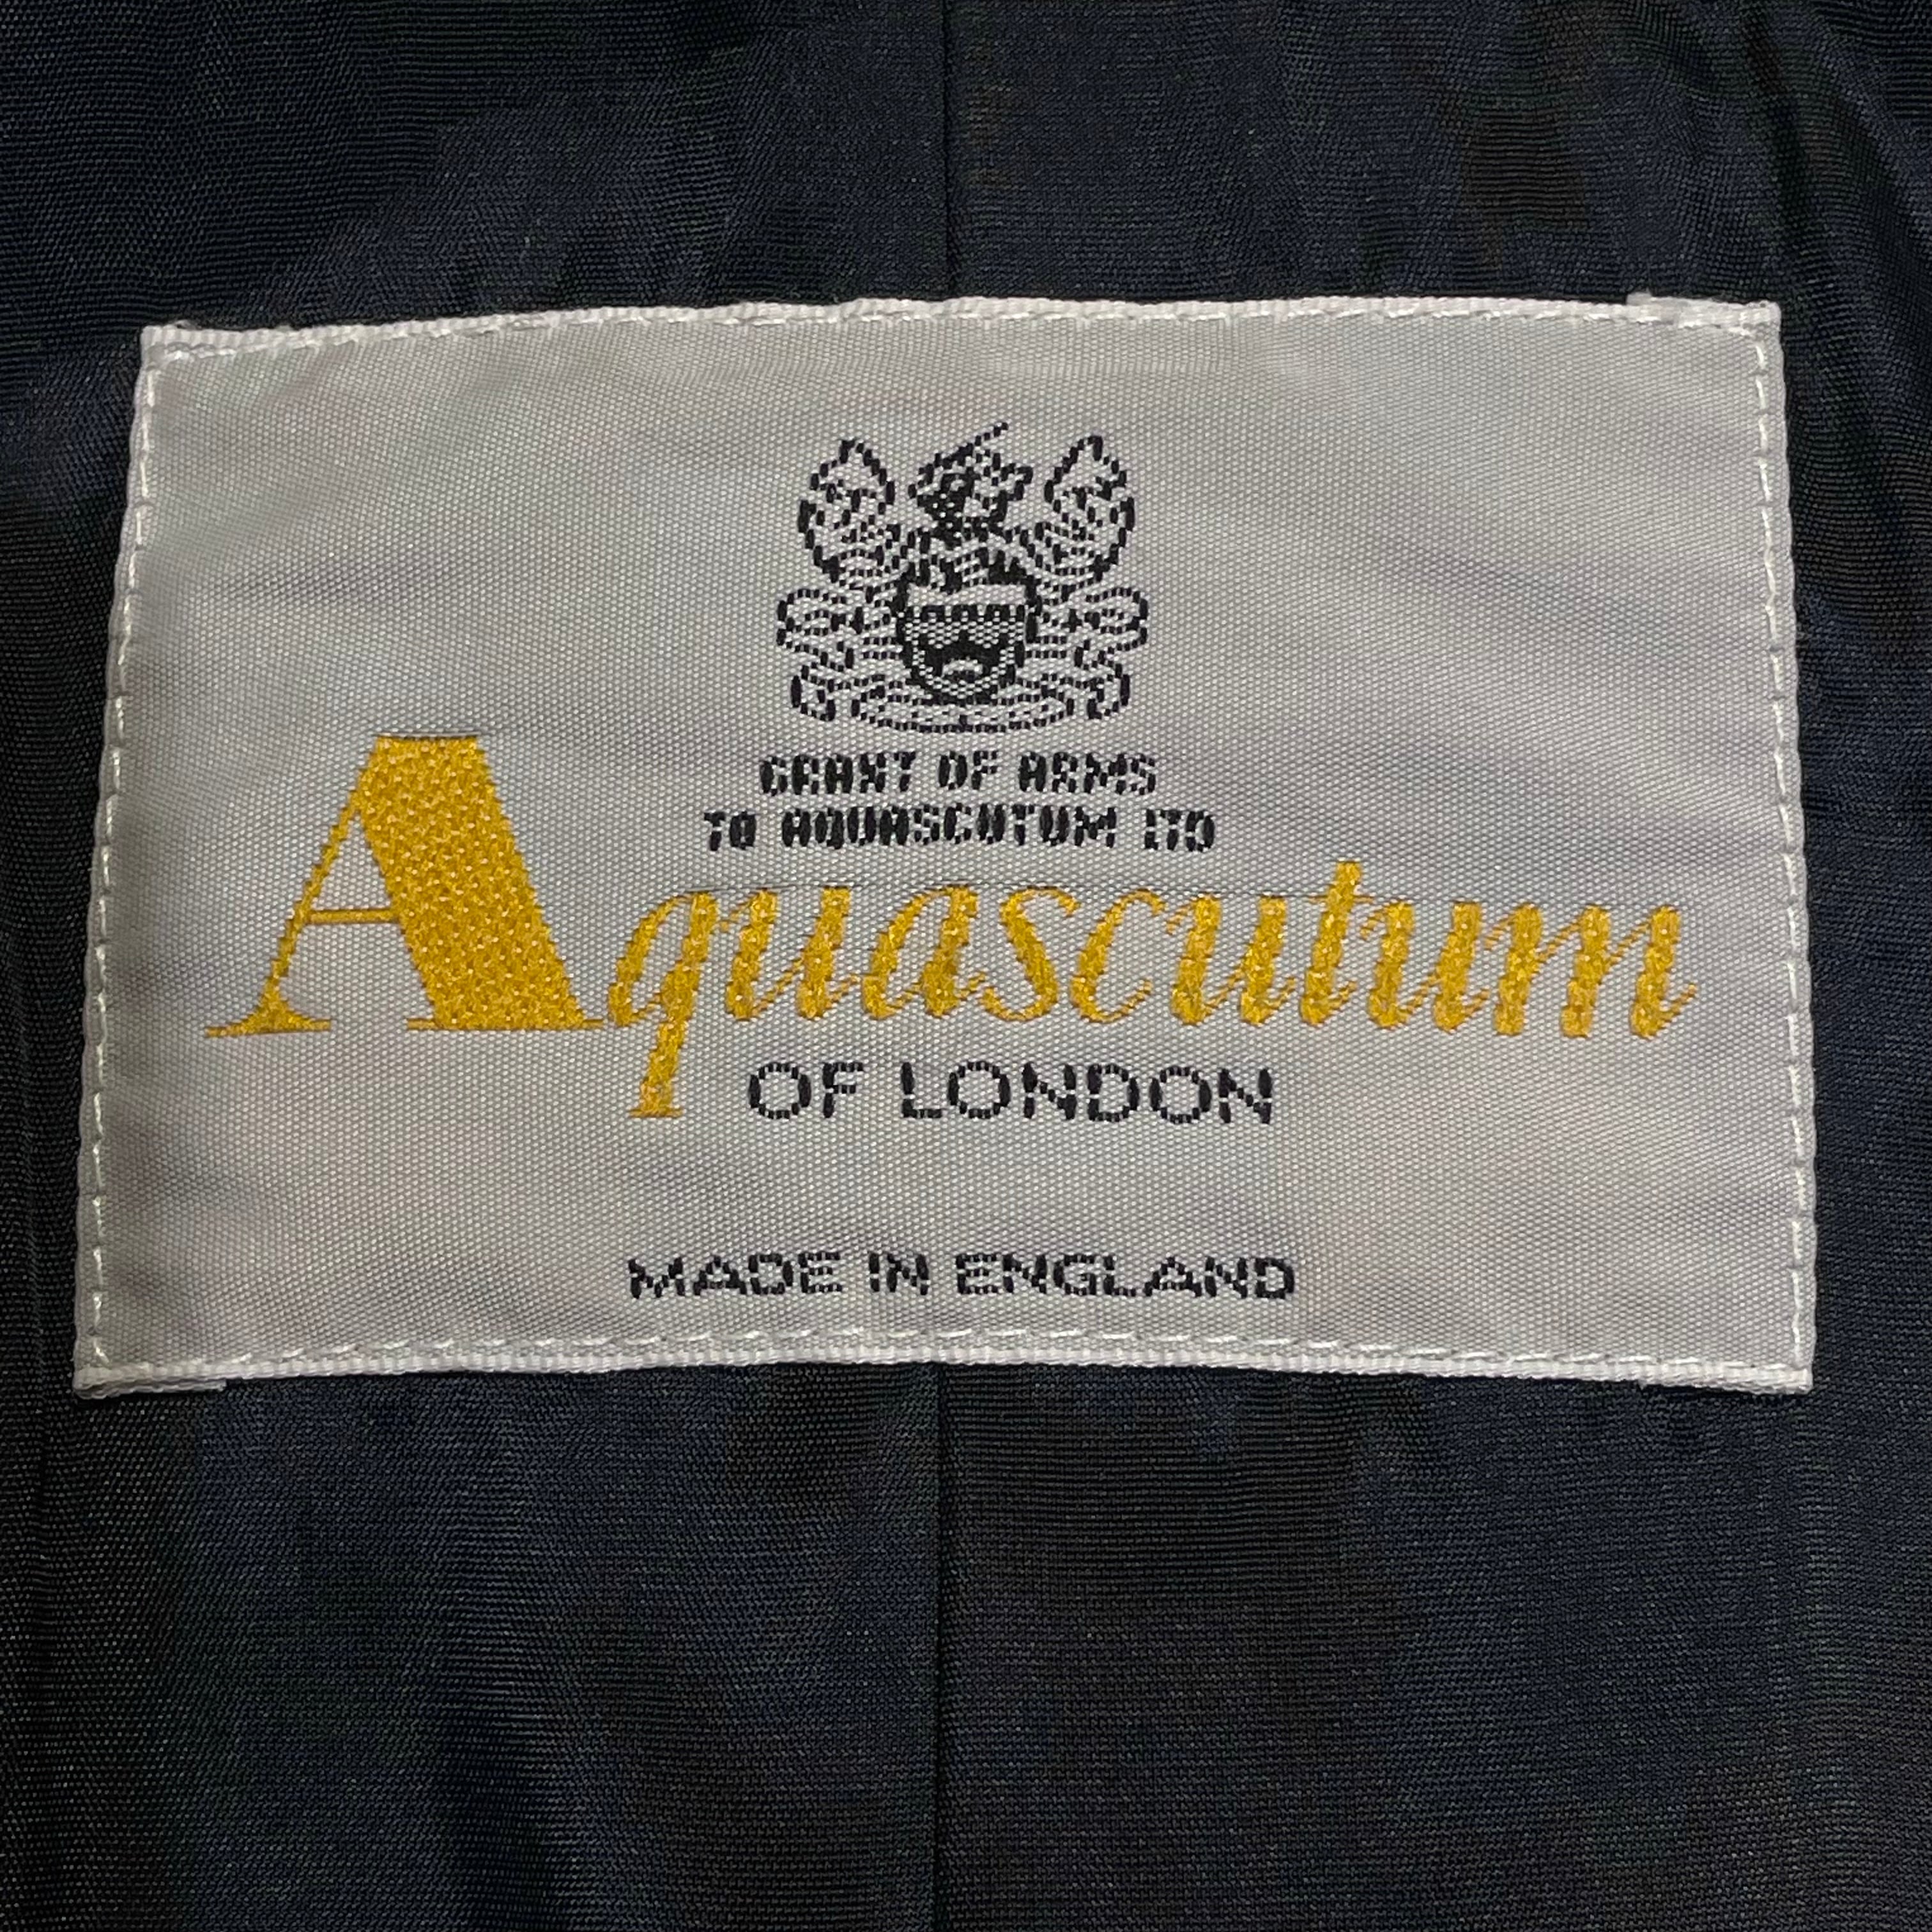 GRANT OF ARMS
TO AQUASCUTUM LTD
Aquascutum
OF LONDON
MADE IN ENGLAND